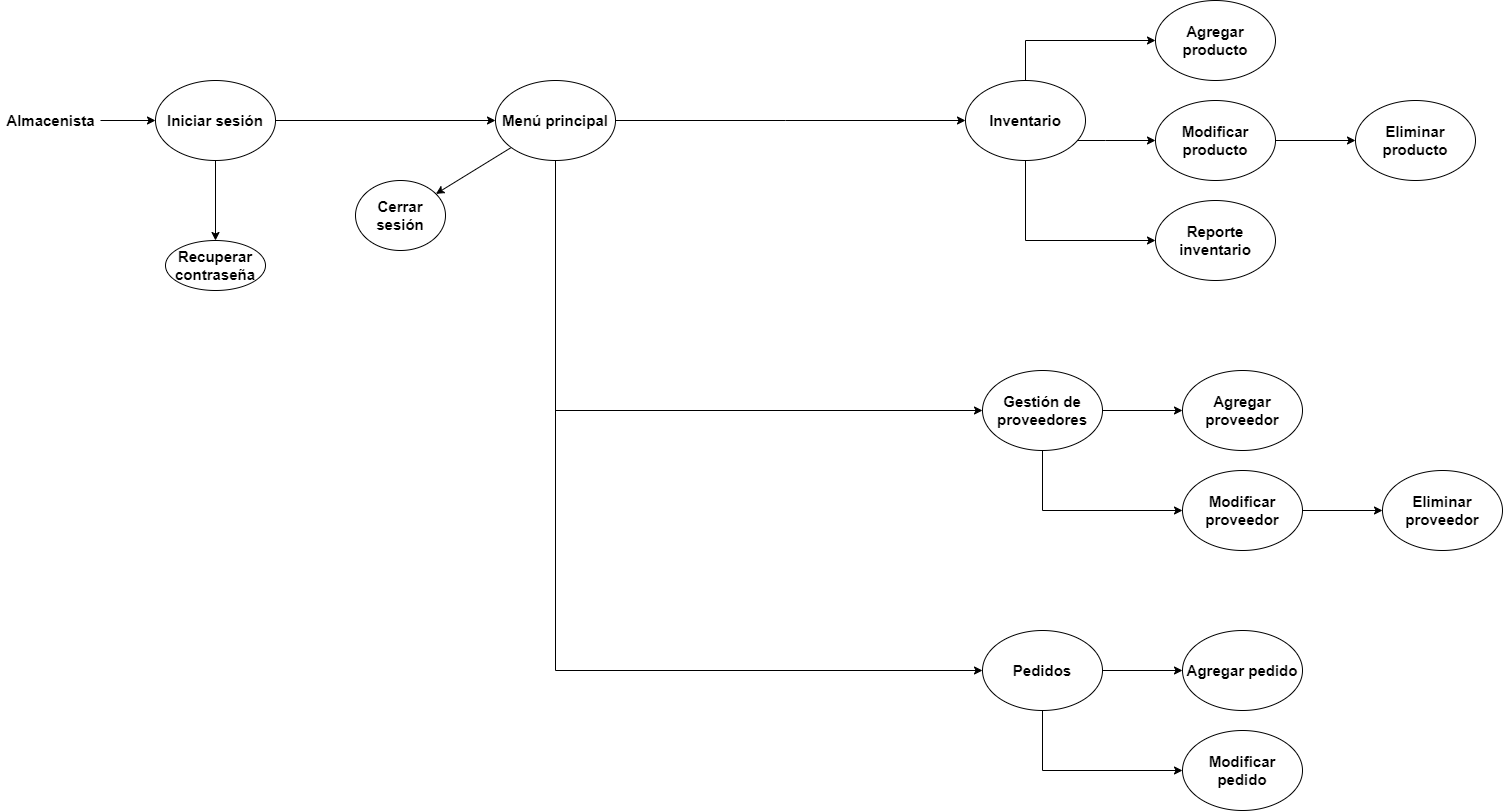 Agregar
producto
Almacenista
Iniciar sesión
Menú principal
Inventario
Modificar
producto
Eliminar
producto
Cerrar
sesión
Recuperar
contraseña
Reporte
inventario
Gestión de
proveedores
Agregar
proveedor
Modificar
proveedor
Eliminar
proveedor
Pedidos
Agregar pedido
Modificar
pedido